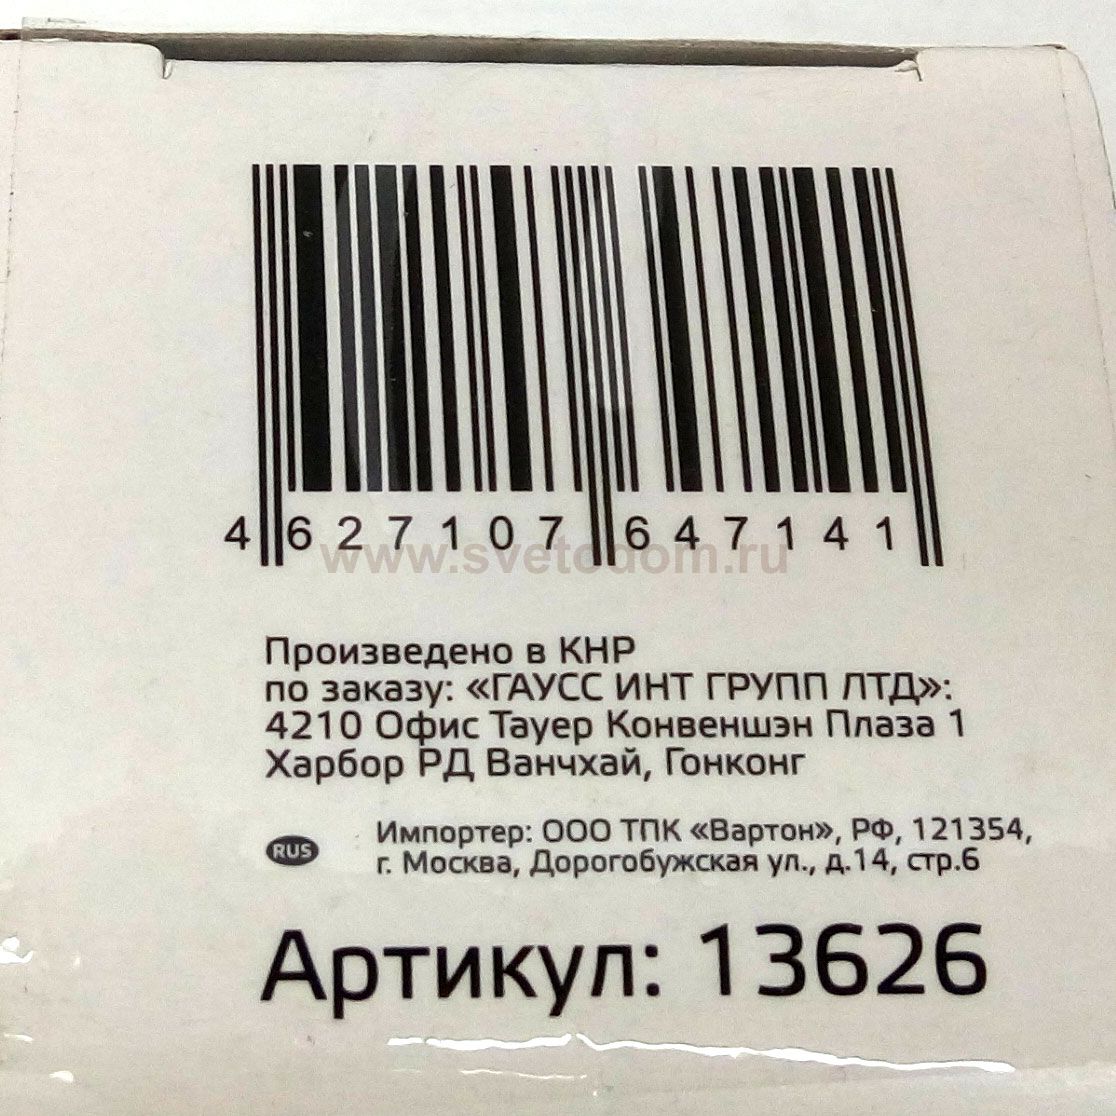 4 627107 647141
www.svetodom.ru
Произведено в КНР
по заказу: «ГАУСС ИНТ ГРУПП ЛТД»:
4210 Офис Тауер Конвеншэн Плаза 1
Харбор РД Ванчхай, Гонконг
RUS
Импортер: ООО ТПК «Вартон», РФ, 121354,
г. Москва, Дорогобужская ул., д.14, стр.6
Артикул: 13626